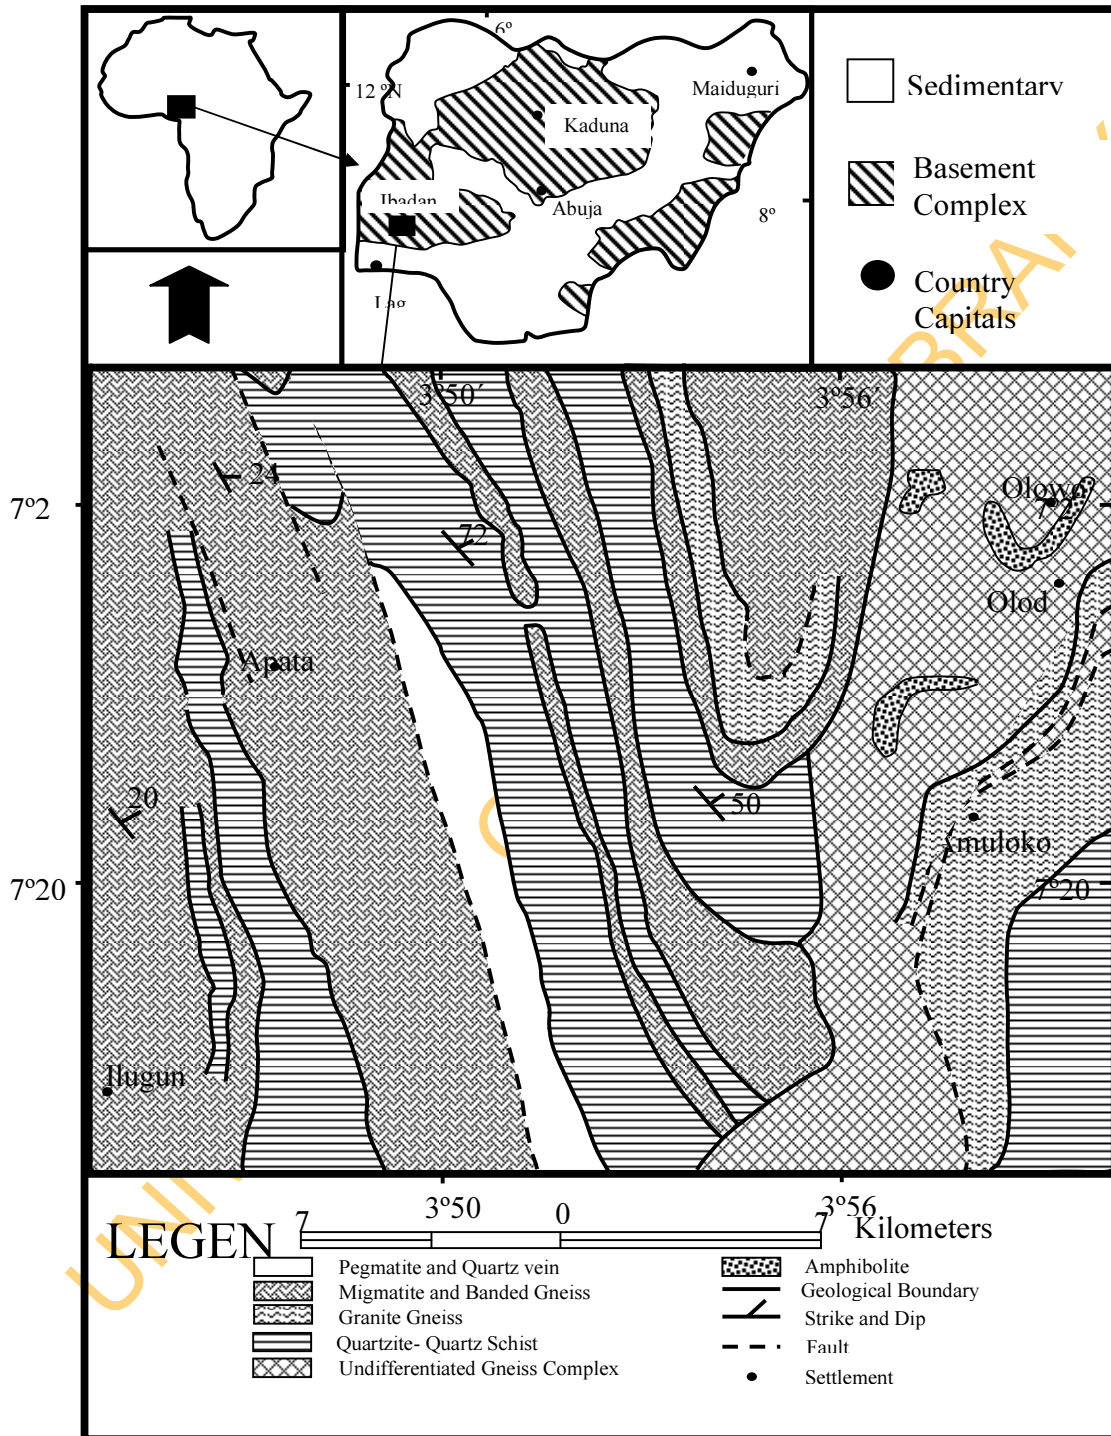 6º
12 ºN
Maiduguri
Kaduna
Ibadan
Abuja
8º
Lag
Sedimentary
Basement
Complex
Country
Capitals
3º50´
3º56´
24
72
7º2
Olowo
7º2
Olod
Apata
20
50
Amuloko
7º20
7º20
Ilugun
3º50
3º56
LEGEN
7
0
7
Kilometers
Pegmatite and Quartz vein
Migmatite and Banded Gneiss
Granite Gneiss
Quartzite- Quartz Schist
Undifferentiated Gneiss Complex
Amphibolite
Geological Boundary
Strike and Dip
Fault
Settlement